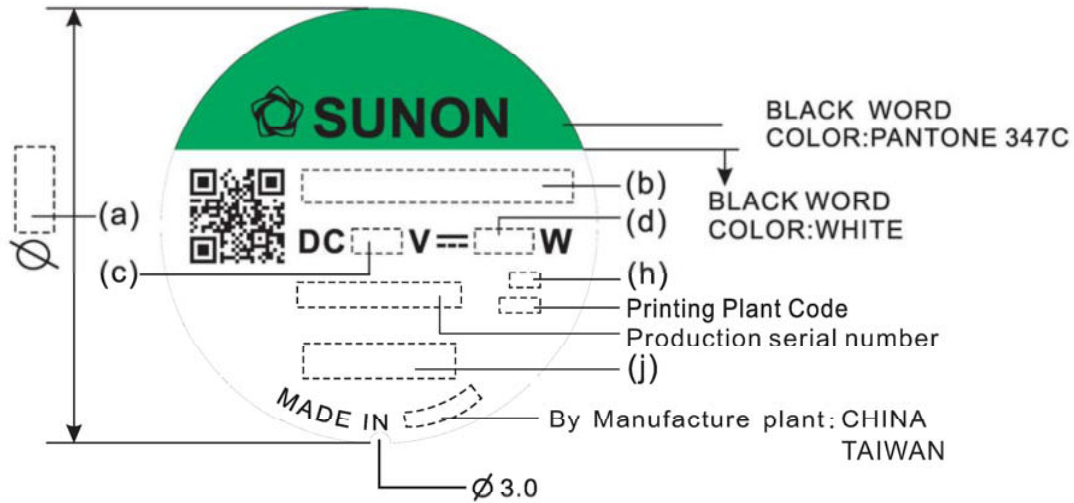 SUNON
BLACK WORD
COLOR:PANTONE 347C
(a)
(b)
BLACK WORD
COLOR:WHITE
(d)
DC V⎓ W
(c)
(h)
Printing Plant Code
Production serial number
(j)
MADE IN
By Manufacture plant: CHINA
TAIWAN
Ø
Ø 3.0